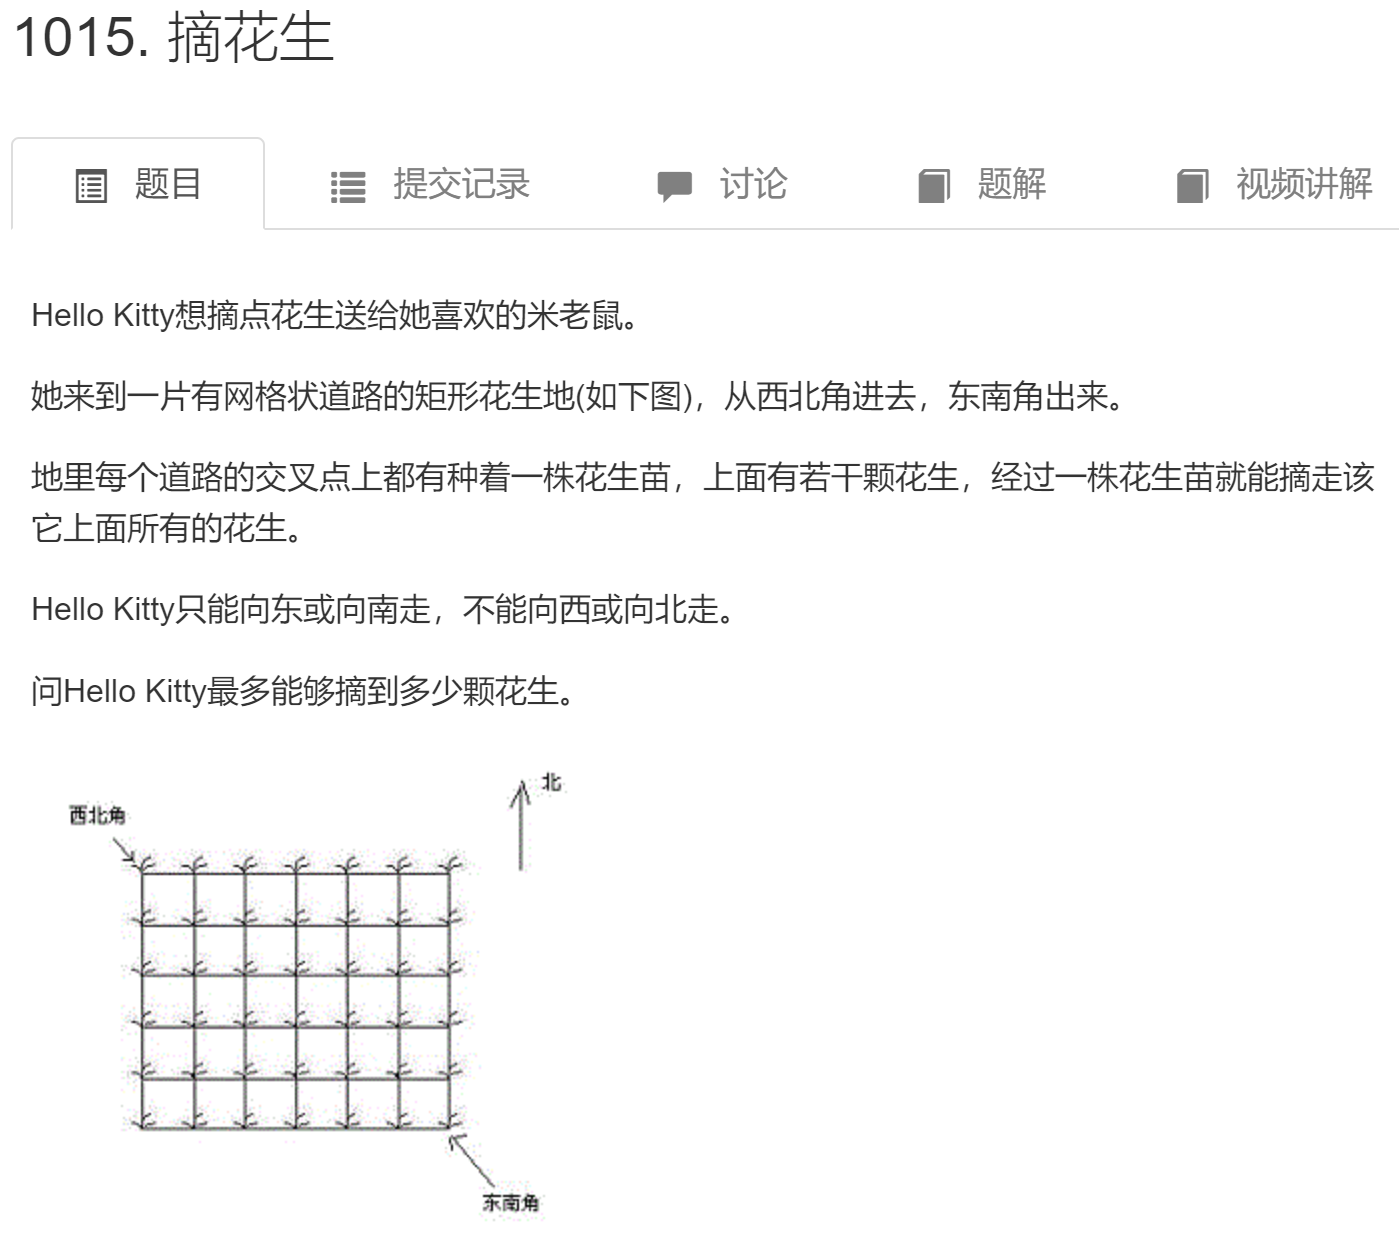 1015. 摘花生
题目 提交记录 讨论 题解 视频讲解
Hello Kitty想摘点花生送给她喜欢的米老鼠。
她来到一片有网格状道路的矩形花生地(如下图)，从西北角进去，东南角出来。
地里每个道路的交叉点上都有种着一株花生苗，上面有若干颗花生，经过一株花生苗就能摘走该
它上面所有的花生。
Hello Kitty只能向东或向南走，不能向西或向北走。
问Hello Kitty最多能够摘到多少颗花生。
北
西北角
东南角